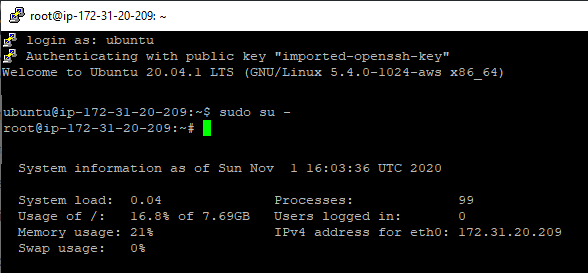 root@ip-172-31-20-209: ~
login as: ubuntu
Authenticating with public key "imported-openssh-key"
Welcome to Ubuntu 20.04.1 LTS (GNU/Linux 5.4.0-1024-aws x86_64)
ubuntu@ip-172-31-20-209:~$ sudo su -
root@ip-172-31-20-209:~#
System information as of Sun Nov  1 16:03:36 UTC 2020
System load:  0.04              Processes:             99
Usage of /:   16.8% of 7.69GB   Users logged in:       0
Memory usage: 21%               IPv4 address for eth0: 172.31.20.209
Swap usage:   0%